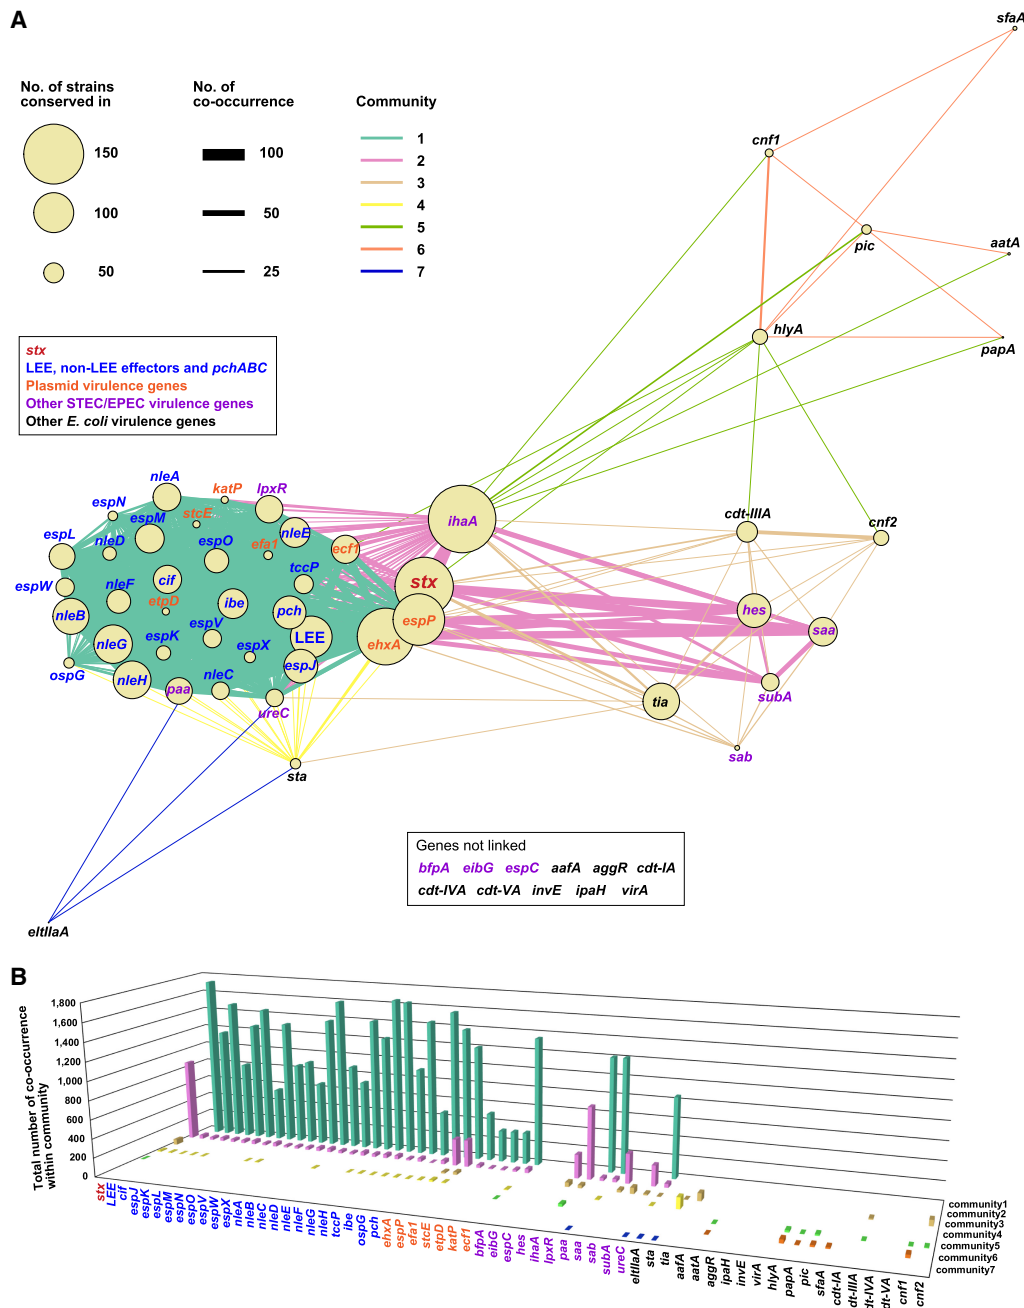 A
No. of strains
conserved in
150
100
50
No. of
co-occurrence
100
50
25
Community
1
2
3
4
5
6
7
stx
LEE, non-LEE effectors and pchABC
Plasmid virulence genes
Other STEC/EPEC virulence genes
Other E. coli virulence genes
sfaA
cnf1
pic
aatA
hlyA
papA
nleA
katP
lpxR
espN
espM
stcE
ihaA
cdt-IIIA
cnf2
espL
nleD
espO
efa1
nleE
ecf1
espW
nleF
cif
tccP
stx
etpD
ibe
pch
hes
nleB
espV
espP
saa
nleG
espK
espX
LEE
ehxA
ospG
nleH
paa
nleC
espJ
ureC
tia
subA
sab
sta
eltIIaA
Genes not linked
bfpA eibG espC aafA aggR cdt-IA
cdt-IVA cdt-VA invE ipaH virA
B
Total number of co-occurrence
within community
1,800
1,600
1,400
1,200
1,000
800
600
400
200
0
stx
LEE
cif
espJ
espK
espL
espM
espN
espO
espV
espW
espX
nleA
nleB
nleC
nleD
nleE
nleF
nleG
nleH
tccP
ibe
ospG
pch
ehxA
espP
efa1
stcE
etpD
katP
ecf1
bfpA
eibG
espC
hes
ihaA
lpxR
paa
saa
sab
subA
ureC
eltIIaA
sta
tia
aafA
aatA
aggR
ipaH
invE
virA
hlyA
papA
pic
sfaA
cdt-IA
dt-IIIA
dt-IVA
dt-VA
cnf1
cnf2
community1
community2
community3
community4
community5
community6
community7